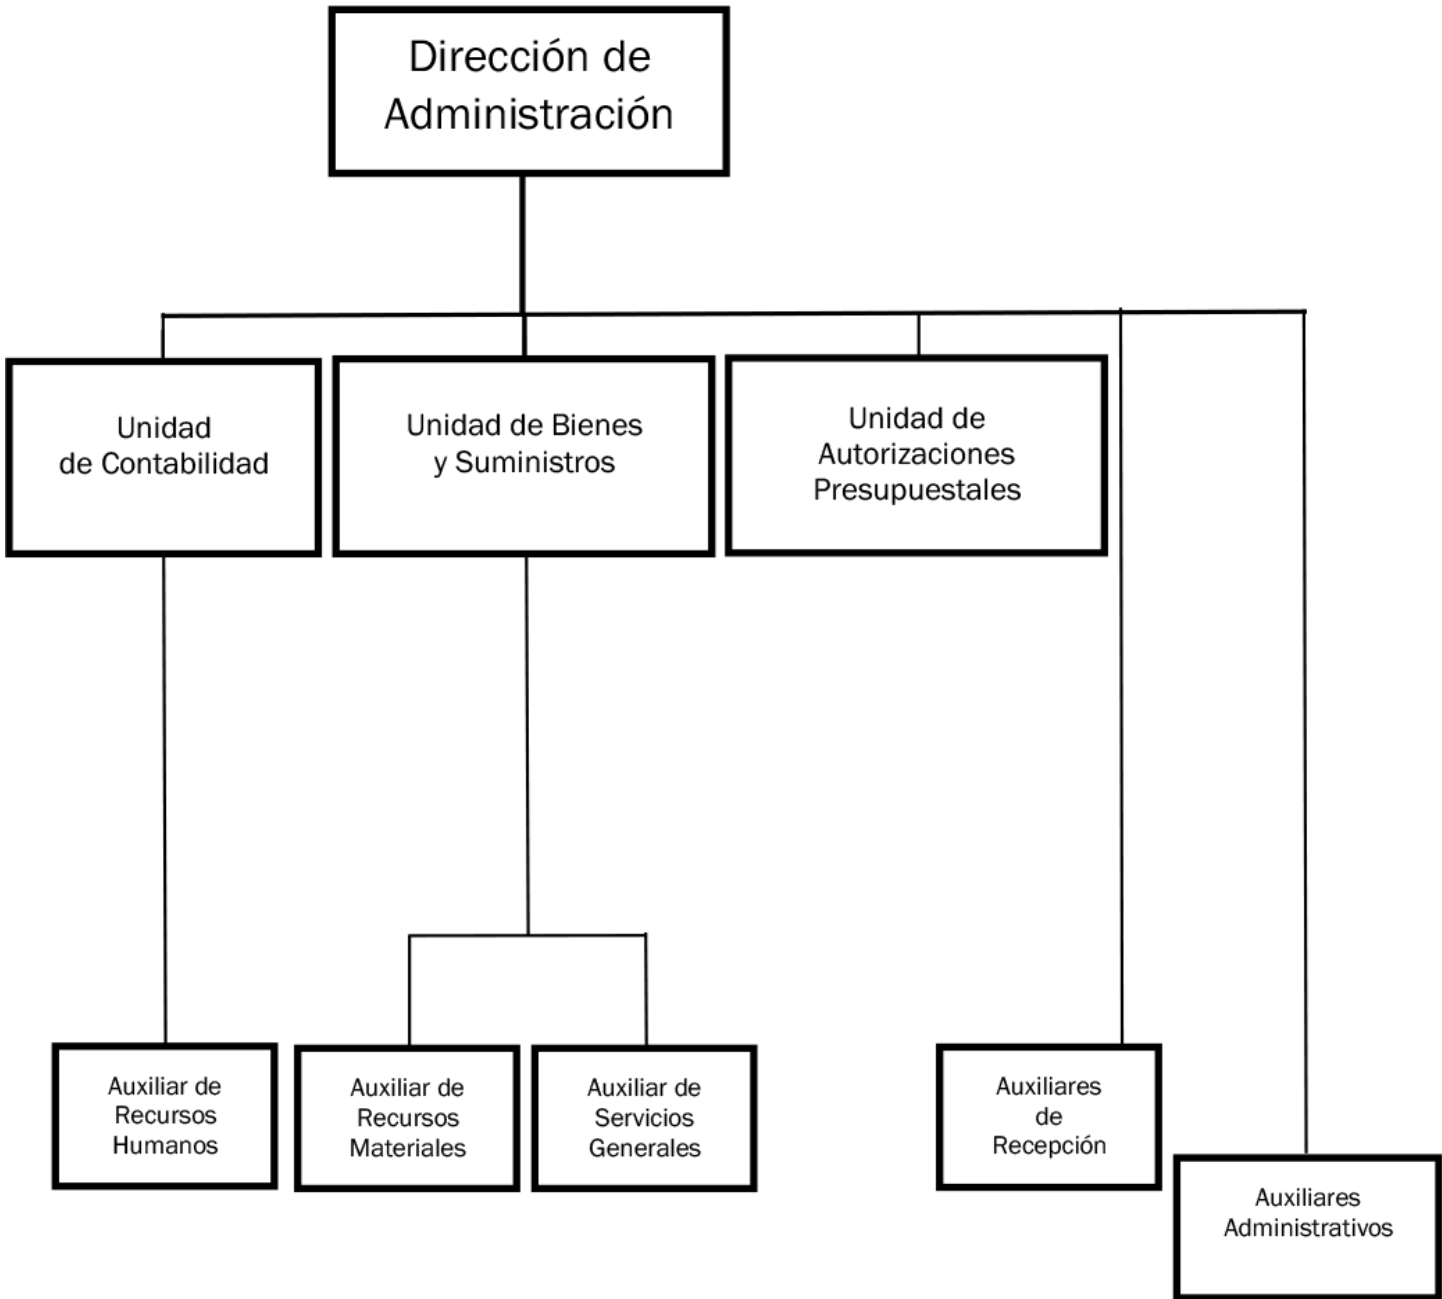 Dirección de
Administración
Unidad
de Contabilidad
Unidad de Bienes
y Suministros
Unidad de
Autorizaciones
Presupuestales
Auxiliar de
Recursos
Humanos
Auxiliar de
Recursos
Materiales
Auxiliar de
Servicios
Generales
Auxiliares
de
Recepción
Auxiliares
Administrativos